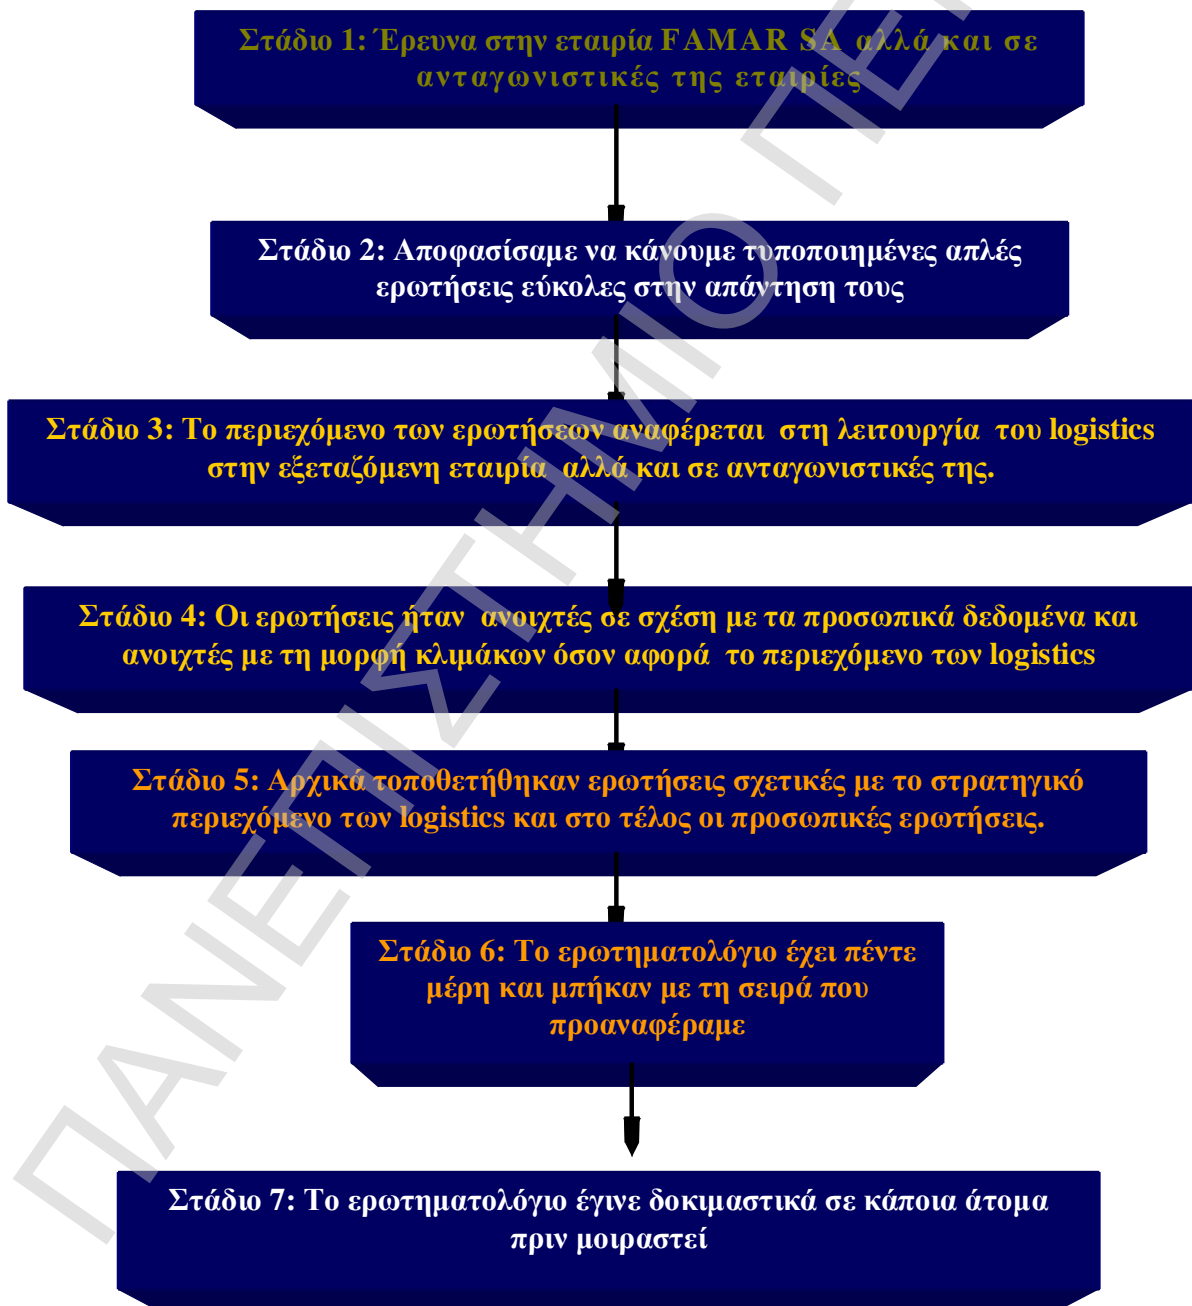 Στάδιο 1: Έρευνα στην εταιρία FAMAR SA αλλά και σε
ανταγωνιστικές της εταιρίες
Στάδιο 2: Αποφασίσαμε να κάνουμε τυποποιημένες απλές
ερωτήσεις εύκολες στην απάντηση τους
Στάδιο 3: Το περιεχόμενο των ερωτήσεων αναφέρεται στη λειτουργία του logistics
στην εξεταζόμενη εταιρία αλλά και σε ανταγωνιστικές της.
Στάδιο 4: Οι ερωτήσεις ήταν ανοιχτές σε σχέση με τα προσωπικά δεδομένα και
ανοιχτές με τη μορφή κλιμάκων όσον αφορά το περιεχόμενο των logistics
Στάδιο 5: Αρχικά τοποθετήθηκαν ερωτήσεις σχετικές με το στρατηγικό
περιεχόμενο των logistics και στο τέλος οι προσωπικές ερωτήσεις.
Στάδιο 6: Το ερωτηματολόγιο έχει πέντε
μέρη και μπήκαν με τη σειρά που
προαναφέραμε
Στάδιο 7: Το ερωτηματολόγιο έγινε δοκιμαστικά σε κάποια άτομα
πριν μοιραστεί
ΠΑΝΕΠΙΣΤΗΜΙΟ